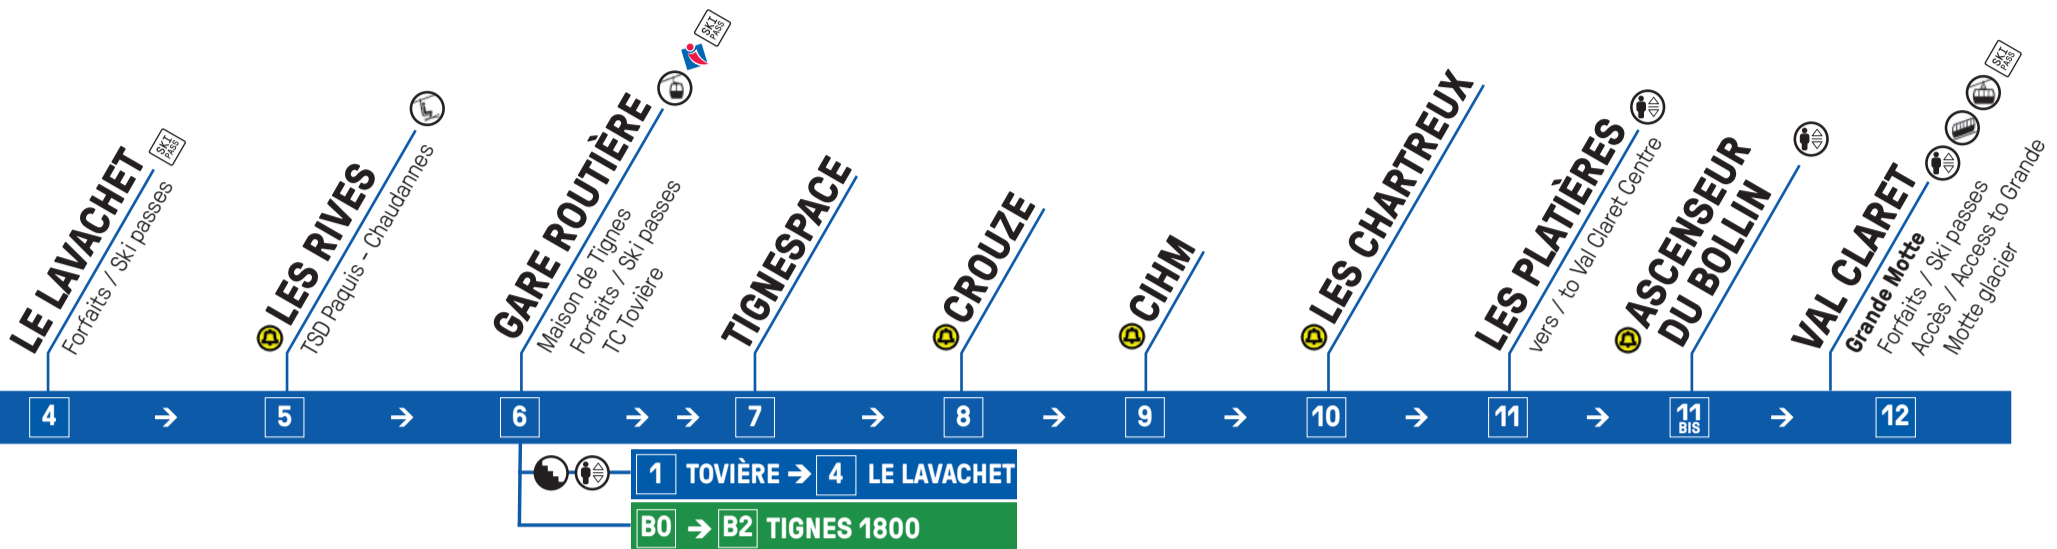 LE LAVACHET
SKI
PASS
Forfaits / Ski passes
LES RIVES
TSD Paquis - Chaudannes
GARE ROUTIÈRE
SKI
PASS
Maison de Tignes
Forfaits / Ski passes
TC Tovière
TIGNESPACE
CROUZE
CIHM
LES CHARTREUX
LES PLATIÈRES
vers / to Val Claret Centre
ASCENSEUR
DU BOLLIN
VAL CLARET
SKI
PASS
Grande Motte
Forfaits / Ski passes
Accès / Access to Grande
Motte glacier
4 → 5 → 6 → → 7 → 8 → 9 → 10 → 11 → 11 BIS → 12
1 TOVIÈRE → 4 LE LAVACHET
B0 → B2 TIGNES 1800